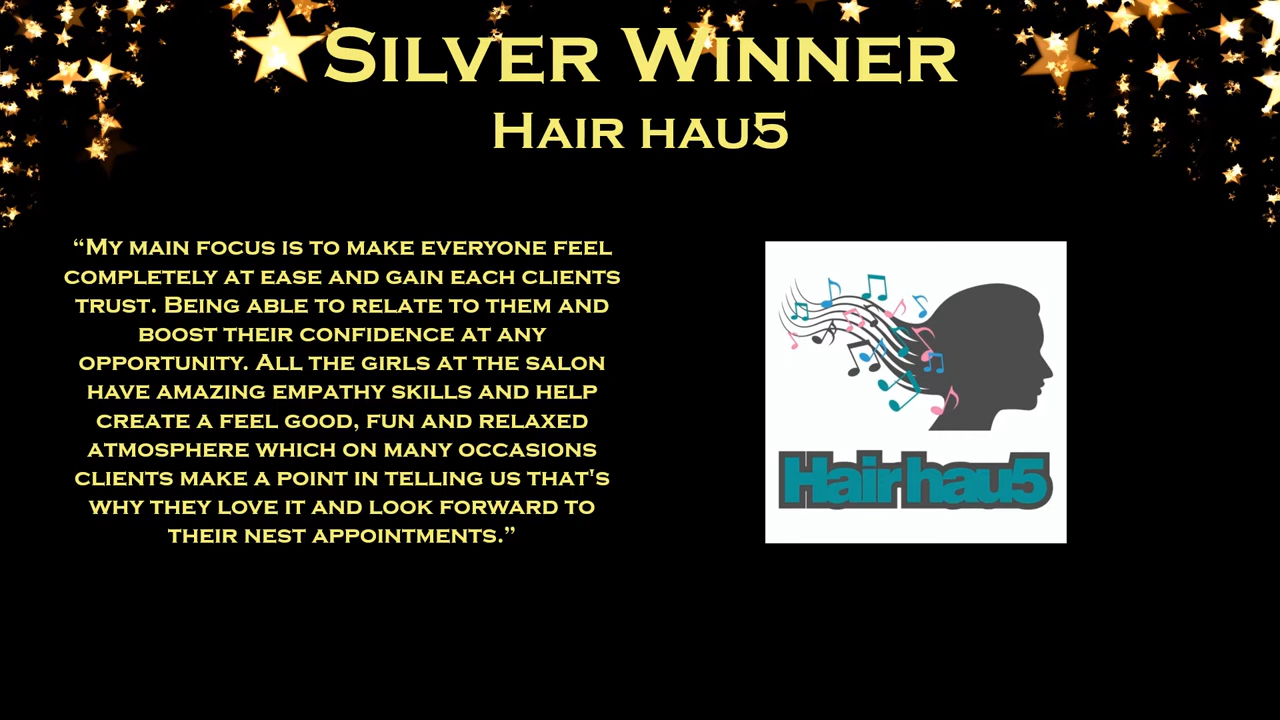 Silver Winner
Hair hau5
“My main focus is to make everyone feel
completely at ease and gain each clients
trust. Being able to relate to them and
boost their confidence at any
opportunity. All the girls at the salon
have amazing empathy skills and help
create a feel good, fun and relaxed
atmosphere which on many occasions
clients make a point in telling us that's
why they love it and look forward to
their nest appointments.”
Hair hau5